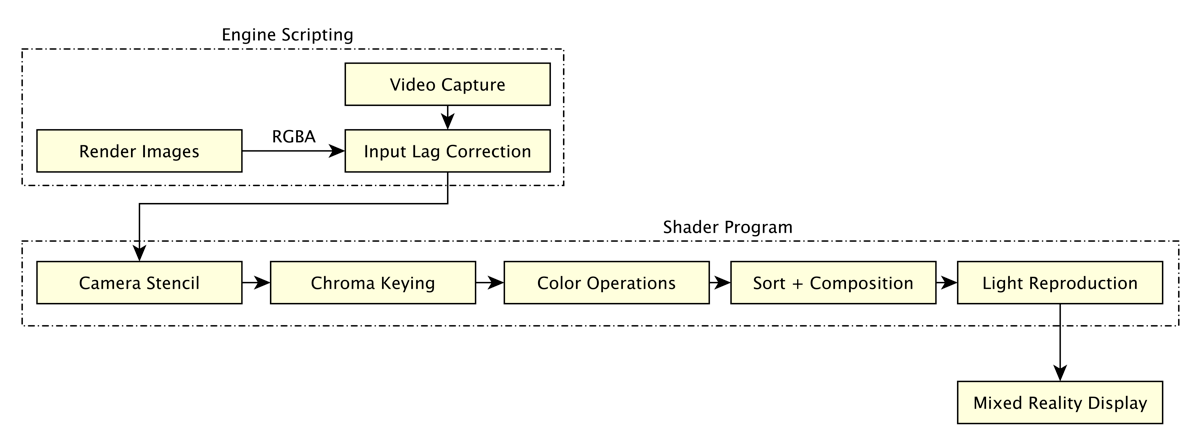 Engine Scripting
Video Capture
Render Images
RGBA
Input Lag Correction
Shader Program
Camera Stencil
Chroma Keying
Color Operations
Sort + Composition
Light Reproduction
Mixed Reality Display